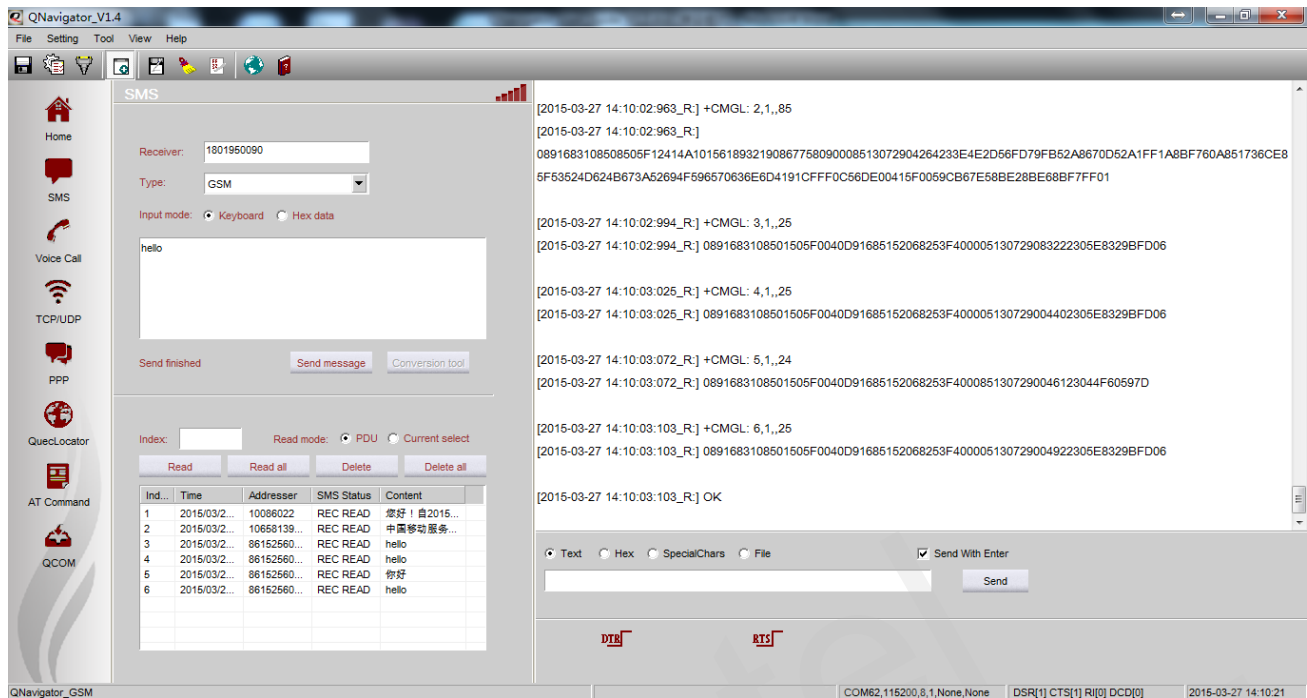 QNavigator_V1.4
File Setting Tool View Help
Home
SMS
Voice Call
TCP/UDP
PPP
QuecLocator
AT Command
QCOM
SMS
Receiver: 1801950090
Type: GSM
Input mode: Keyboard Hex data
hello
Send finished Send message Conversion tool
Index: Read mode: PDU Current select
Read Read all Delete Delete all
Ind... Time Addresser SMS Status Content
1 2015/03/2... 10086022 REC READ 您好！自2015...
2 2015/03/2... 10658139... REC READ 中国移动服务...
3 2015/03/2... 86152560... REC READ hello
4 2015/03/2... 86152560... REC READ hello
5 2015/03/2... 86152560... REC READ 你好
6 2015/03/2... 86152560... REC READ hello
[2015-03-27 14:10:02:963_R:] +CMGL: 2,1,,85
[2015-03-27 14:10:02:963_R:]
0891683108508505F12414A10156189321908677580900085130729042642​33E4E2D56FD79FB52A8670D52A1FF1A8BF760A851736CE8
5F53524D624B673A52694F596570636E6D4191CFFF0C56DE00415F0059CB67E58BE28BE68BF7FF01
[2015-03-27 14:10:02:994_R:] +CMGL: 3,1,,25
[2015-03-27 14:10:02:994_R:] 0891683108501505F0040D91685152068253F40000513072908322​2305E8329BFD06
[2015-03-27 14:10:03:025_R:] +CMGL: 4,1,,25
[2015-03-27 14:10:03:025_R:] 0891683108501505F0040D91685152068253F400005130729004402305E8329BFD06
[2015-03-27 14:10:03:072_R:] +CMGL: 5,1,,24
[2015-03-27 14:10:03:072_R:] 0891683108501505F0040D91685152068253F4000851307290046123044F60597D
[2015-03-27 14:10:03:103_R:] +CMGL: 6,1,,25
[2015-03-27 14:10:03:103_R:] 0891683108501505F0040D91685152068253F400005130729004922305E8329BFD06
[2015-03-27 14:10:03:103_R:] OK
Text Hex SpecialChars File Send With Enter
Send
DTR RTS
QNavigator_GSM COM62,115200,8,1,None,None DSR[1] CTS[1] RI[0] DCD[0] 2015-03-27 14:10:21